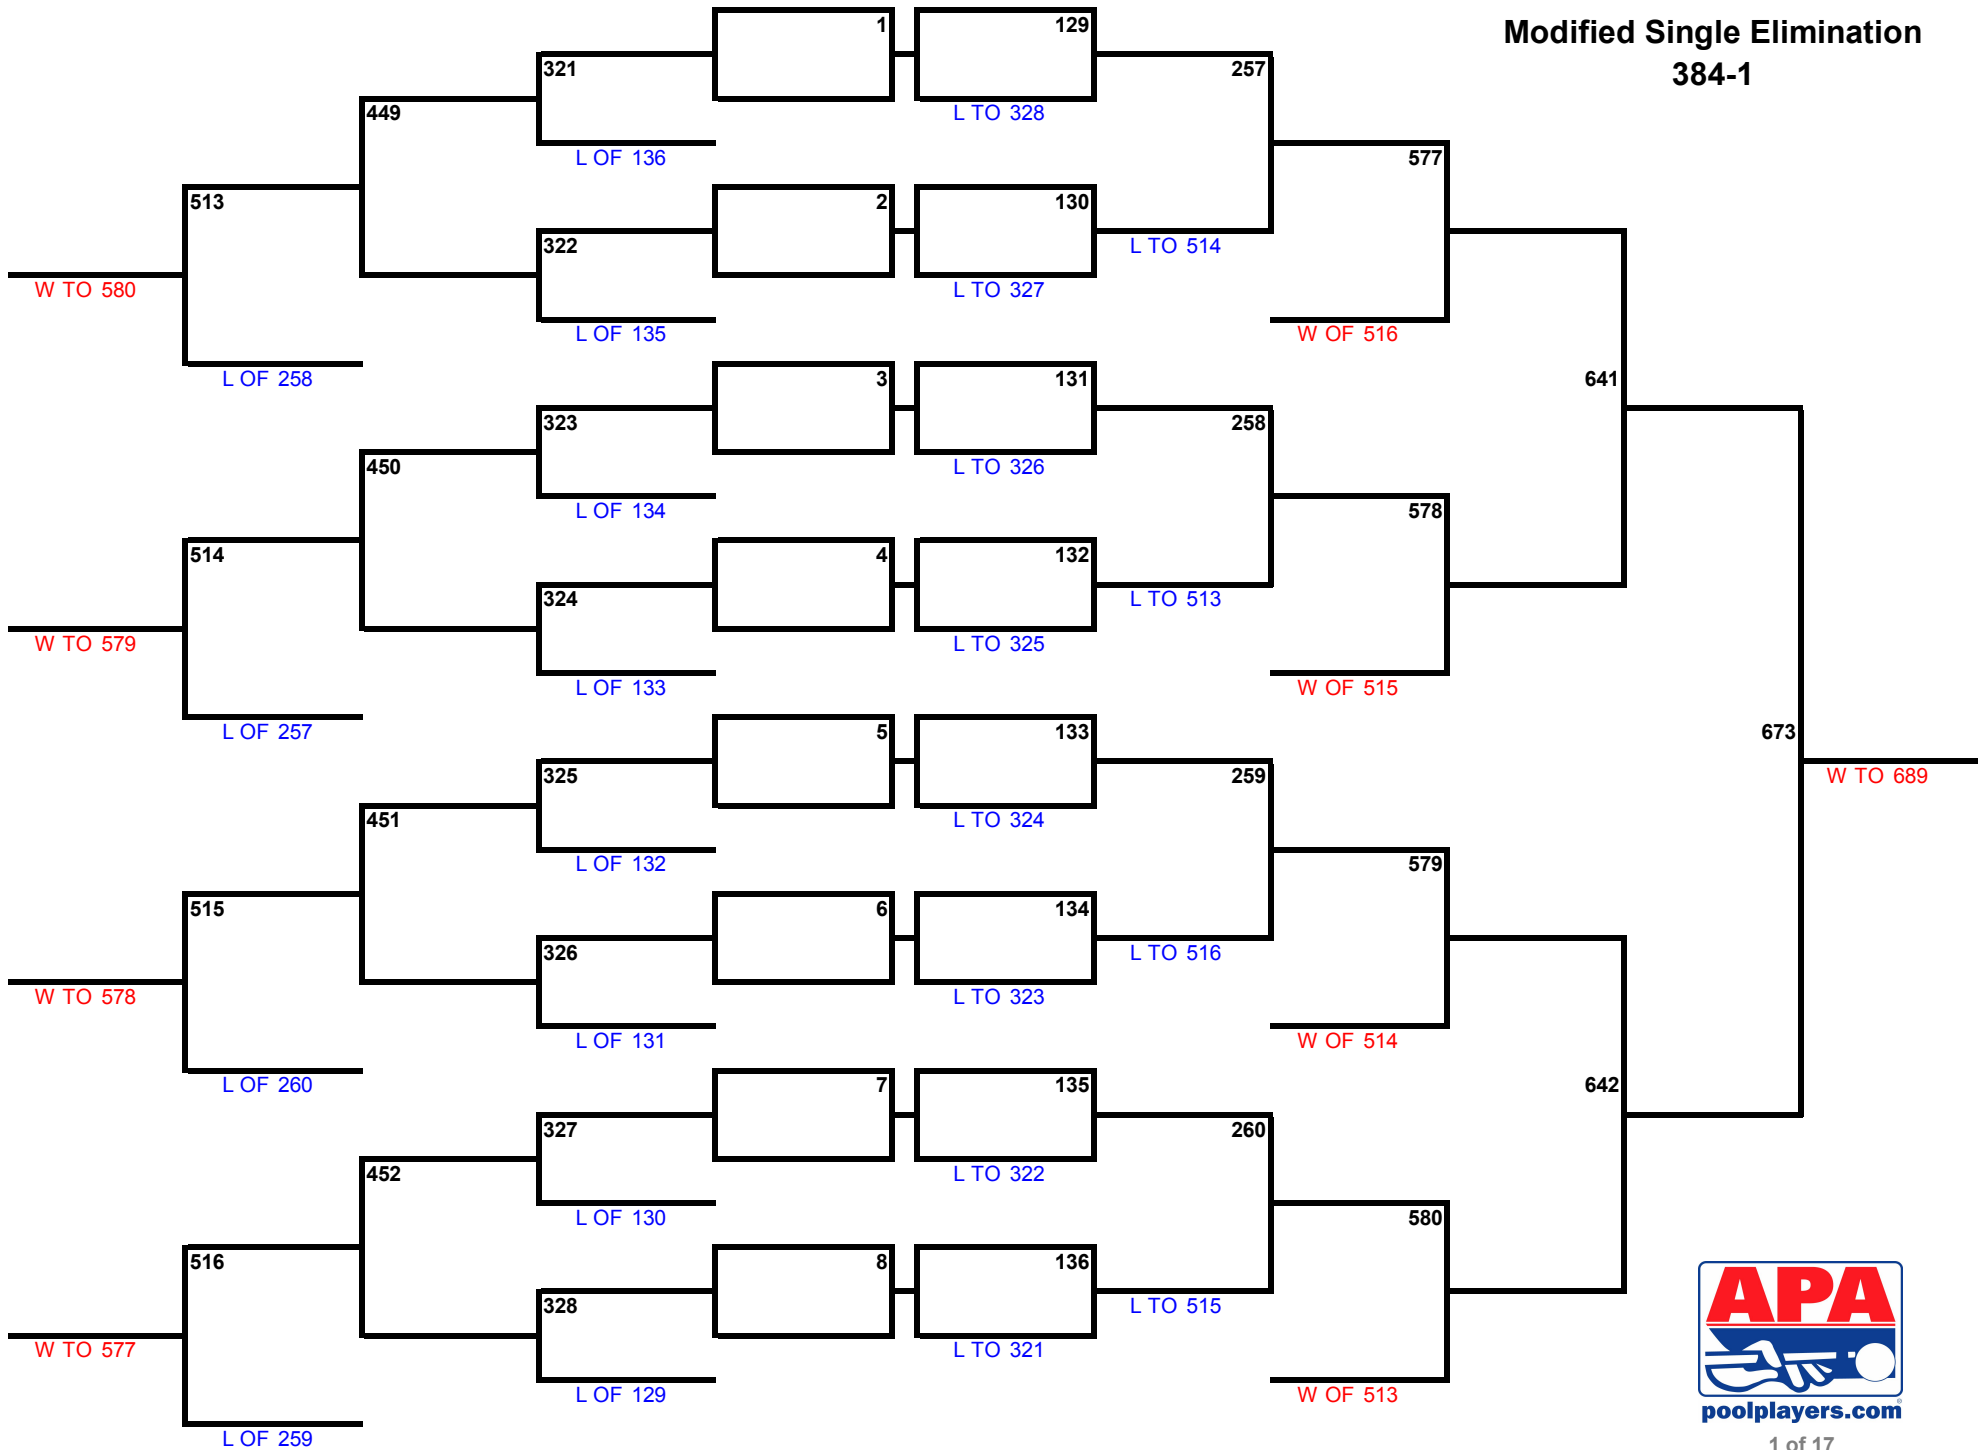 Modified Single Elimination
384-1
1
129
321
257
449
L TO 328
L OF 136
577
513
2
130
322
L TO 514
W TO 580
L TO 327
L OF 135
W OF 516
L OF 258
3
131
641
323
258
450
L TO 326
L OF 134
578
514
4
132
324
L TO 513
W TO 579
L TO 325
L OF 133
W OF 515
L OF 257
5
133
673
325
259
W TO 689
451
L TO 324
L OF 132
579
515
6
134
326
L TO 516
W TO 578
L TO 323
L OF 131
W OF 514
L OF 260
7
135
642
327
260
452
L TO 322
L OF 130
580
516
8
136
328
L TO 515
W TO 577
L TO 321
L OF 129
W OF 513
L OF 259
APA
poolplayers.com
1 of 17